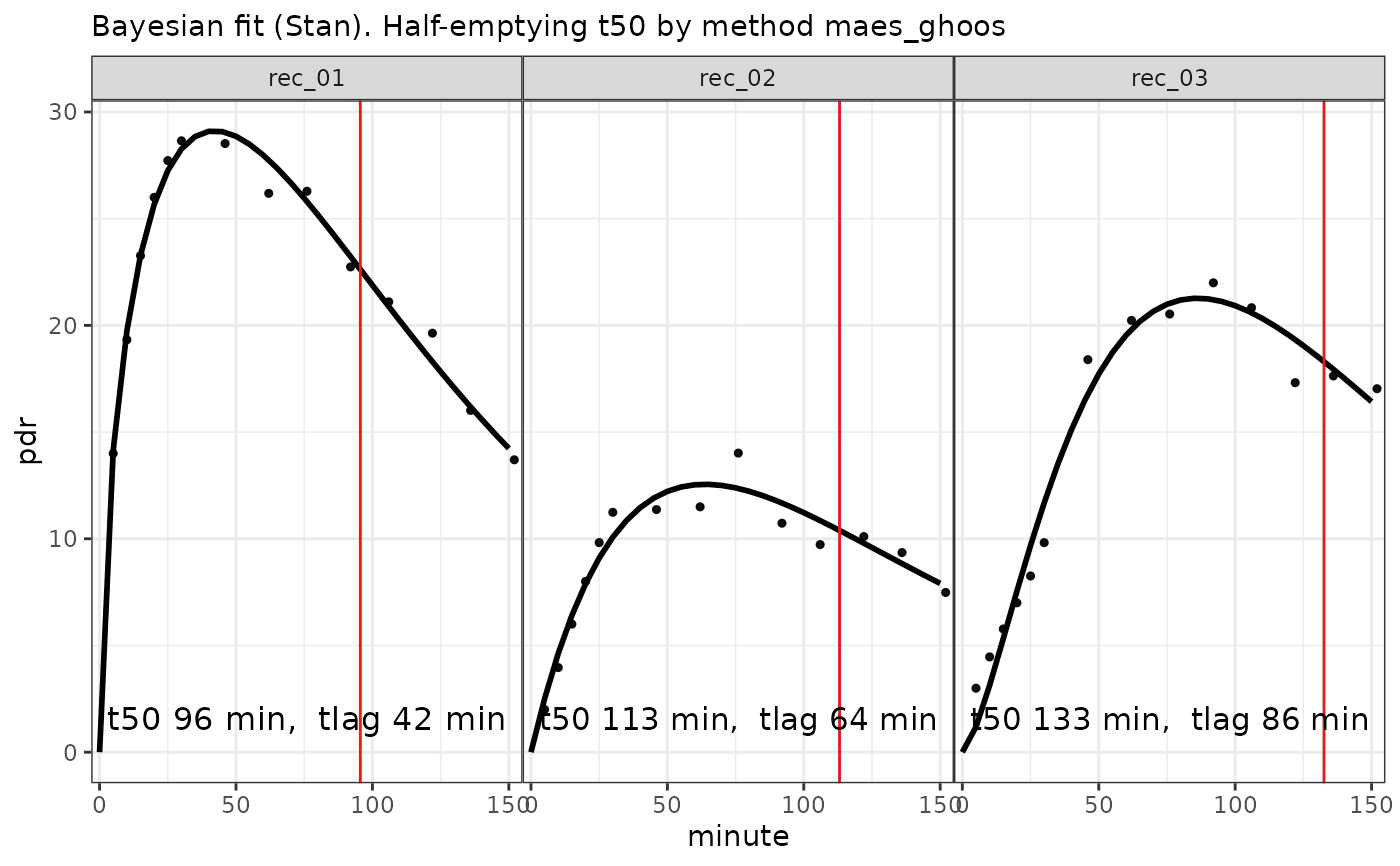 Bayesian fit (Stan). Half-emptying t50 by method maes_ghoos
rec_01 rec_02 rec_03
30
20
10
0
pdr
t50 96 min,  tlag 42 min t50 113 min,  tlag 64 min t50 133 min,  tlag 86 min
0 50 100 150 0 50 100 150 0 50 100 150
minute